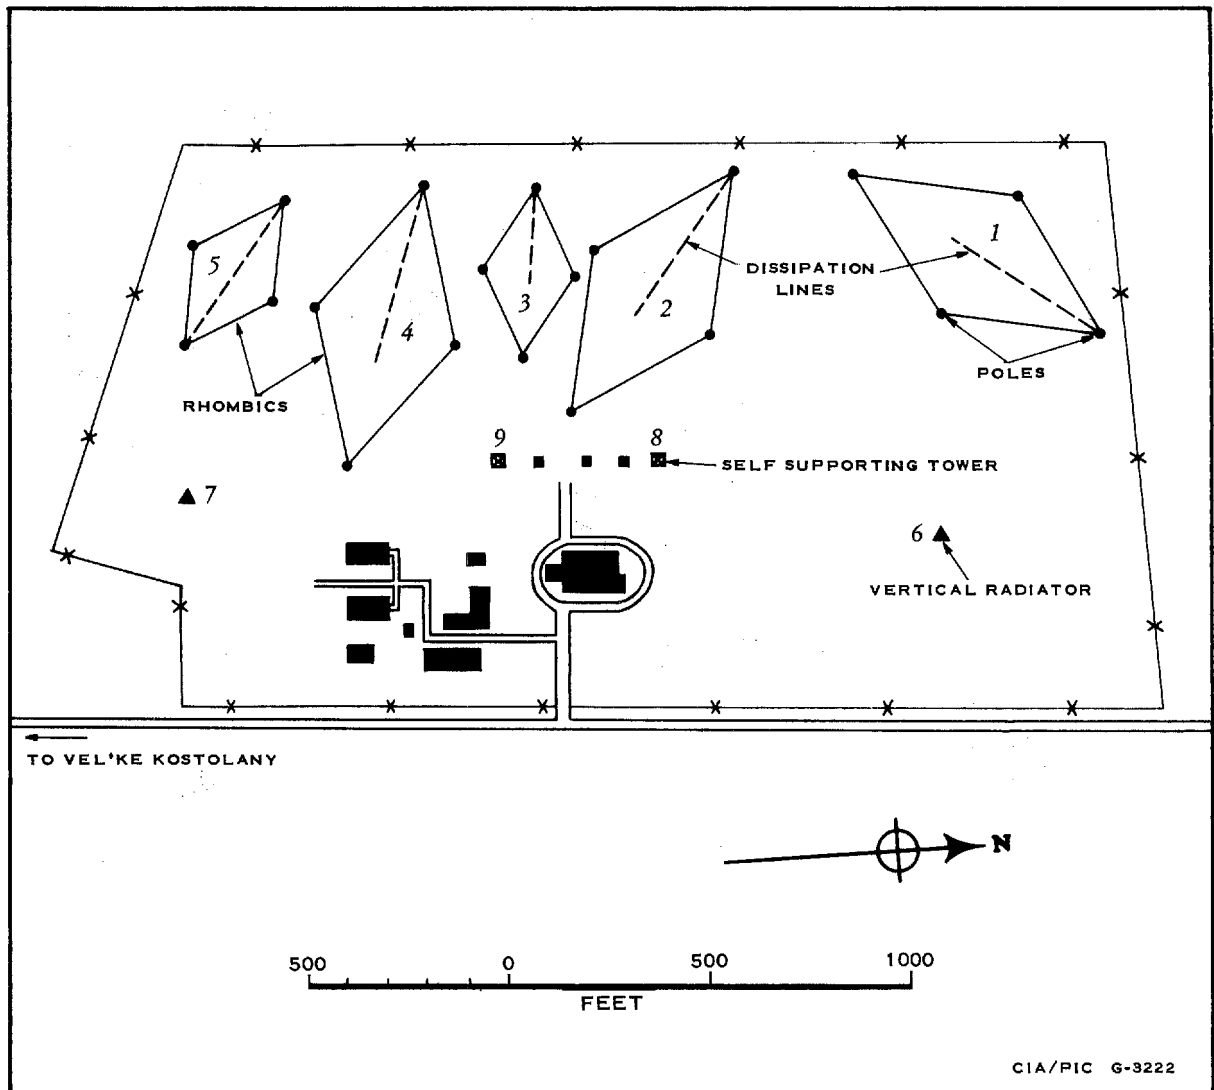 1
5
DISSIPATION
LINES
3
2
4
POLES
RHOMBICS
9
8
SELF SUPPORTING TOWER
7
6
VERTICAL RADIATOR
TO VEL'KE KOSTOLANY
N
500 0 500 1000
FEET
CIA/PIC G-3222